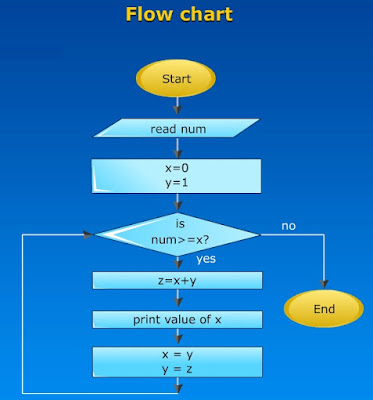 Flow chart
Start
read num
x=0
y=1
is
num>=x?
no
yes
z=x+y
End
print value of x
x = y
y = z